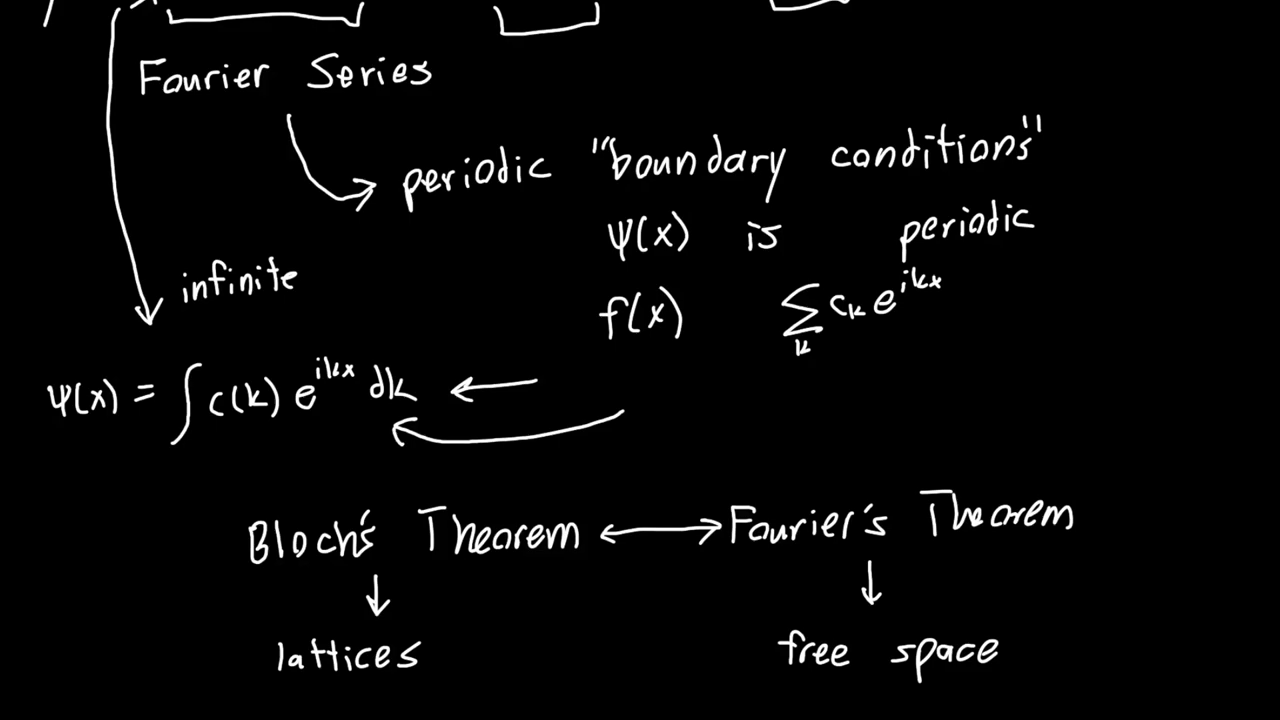 Fourier Series
periodic "boundary conditions"
ψ(x) is periodic
infinite
f(x) ∑ₖ cₖ e^{ikx}
ψ(x) = ∫ c(k) e^{ikx} dk
Bloch's Theorem ⟷ Fourier's Theorem
lattices free space